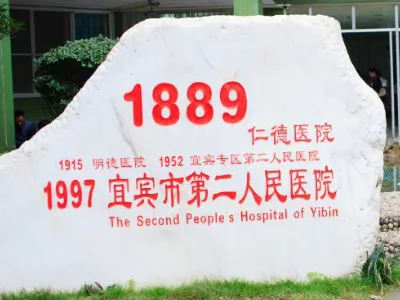 1889
仁德医院
1915 明德医院 1952 宜宾专区第二人民医院
1997 宜宾市第二人民医院
The Second People's Hospital of Yibin